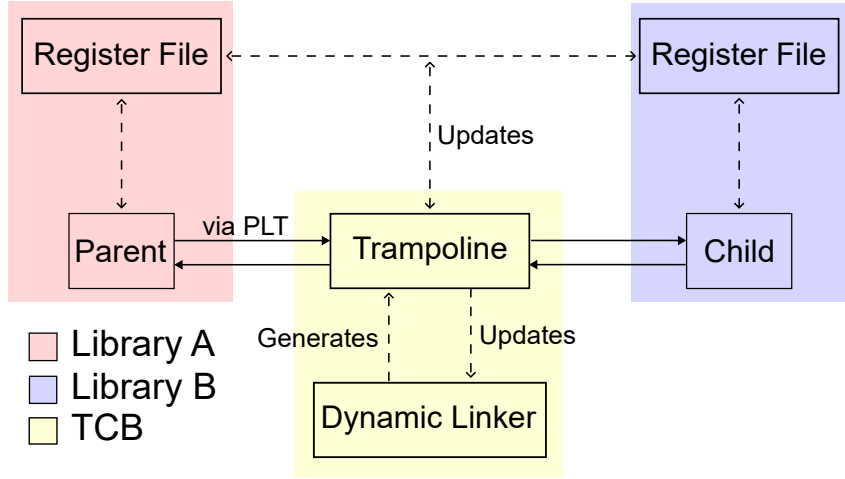 Register File
Register File
Updates
via PLT
Parent
Trampoline
Child
Generates
Updates
Dynamic Linker
Library A
Library B
TCB